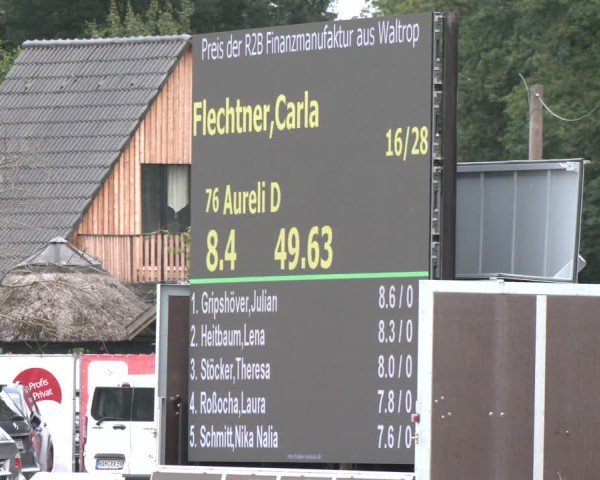 Preis der R2B Finanzmanufaktur aus Waltrop
Flechtner,Carla
16/28
76 Aureli D
8.4 49.63
1. Gripshöver,Julian 8.6/0
2. Heitbaum,Lena 8.3/0
3. Stöcker,Theresa 8.0/0
4. Roßocha,Laura 7.8/0
5. Schmitt,Nika Nalia 7.6/0
Profis
Privat